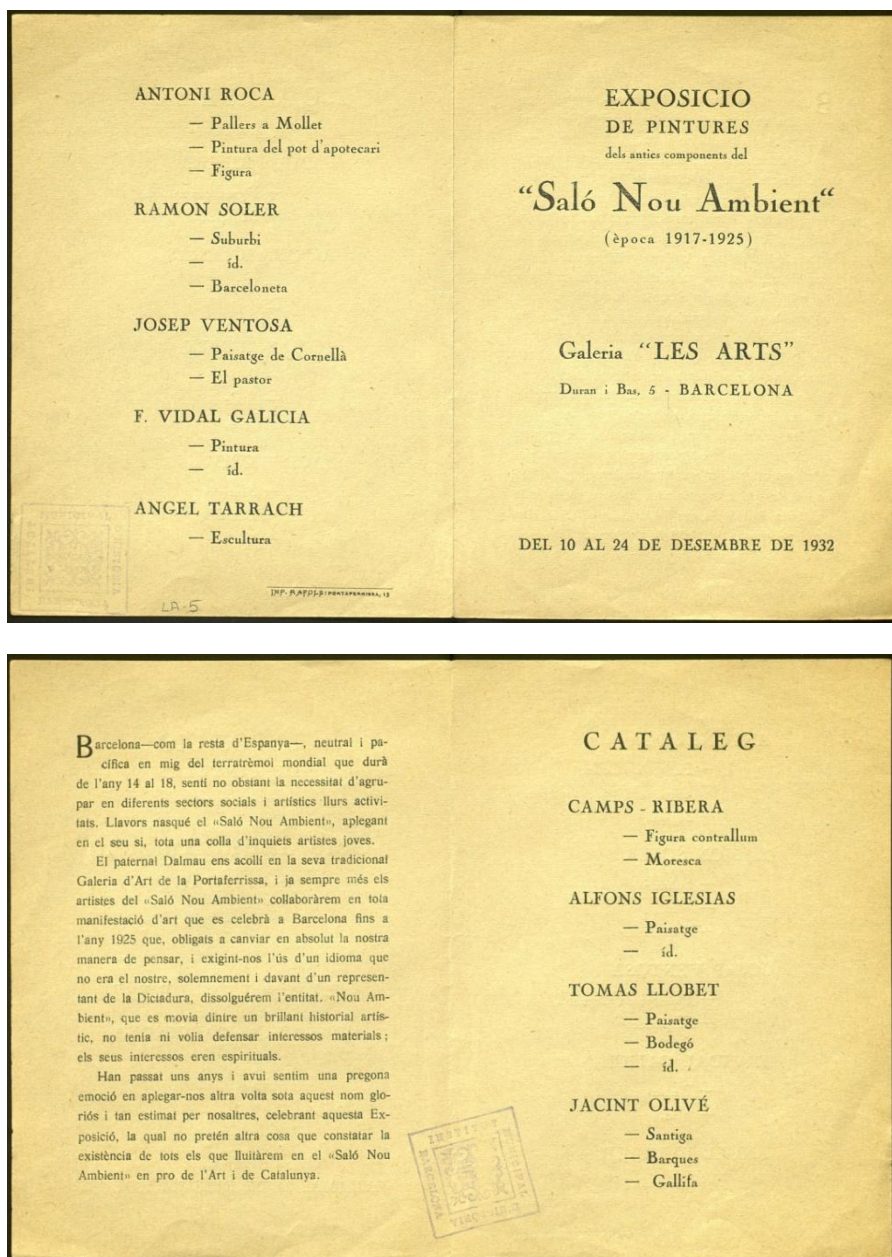 ANTONI ROCA
— Pallers a Mollet
— Pintura del pot d'apotecari
— Figura
RAMON SOLER
— Suburbi
— íd.
— Barceloneta
JOSEP VENTOSA
— Paisatge de Cornellà
— El pastor
F. VIDAL GALICIA
— Pintura
— íd.
ANGEL TARRACH
— Escultura
IMP. RAFOLS: PORTAFERRISSA, 13
LA-5
EXPOSICIO
DE PINTURES
dels antics components del
“Saló Nou Ambient“
(època 1917-1925)
Galeria “LES ARTS”
Duran i Bas, 5 - BARCELONA
DEL 10 AL 24 DE DESEMBRE DE 1932
Barcelona—com la resta d'Espanya—, neutral i pa-
cífica en mig del terratrèmol mondial que durà
de l'any 14 al 18, sentí no obstant la necessitat d'agru-
par en diferents sectors socials i artístics llurs activi-
tats. Llavors nasqué el «Saló Nou Ambient», aplegant
en el seu si, tota una colla d'inquiets artistes joves.
El paternal Dalmau ens acollí en la seva tradicional
Galeria d'Art de la Portaferrissa, i ja sempre més els
artistes del «Saló Nou Ambient» collaboràrem en tota
manifestació d'art que es celebrà a Barcelona fins a
l'any 1925 que, obligats a canviar en absolut la nostra
manera de pensar, i exigint-nos l'ús d'un idioma que
no era el nostre, solemnement i davant d'un represen-
tant de la Dictadura, dissolguérem l'entitat. «Nou Am-
bient», que es movia dintre un brillant historial artís-
tic, no tenia ni volia defensar interessos materials;
els seus interessos eren espirituals.
Han passat uns anys i avui sentim una pregona
emoció en aplegar-nos altra volta sota aquest nom glo-
riós i tan estimat per nosaltres, celebrant aquesta Ex-
posició, la qual no pretén altra cosa que constatar la
existència de tots els que lluitàrem en el «Saló Nou
Ambient» en pro de l'Art i de Catalunya.
BARCELONA
CATALEG
CAMPS - RIBERA
— Figura contrallum
— Moresca
ALFONS IGLESIAS
— Paisatge
— íd.
TOMAS LLOBET
— Paisatge
— Bodegó
— íd.
JACINT OLIVÉ
— Santiga
— Barques
— Gallifa